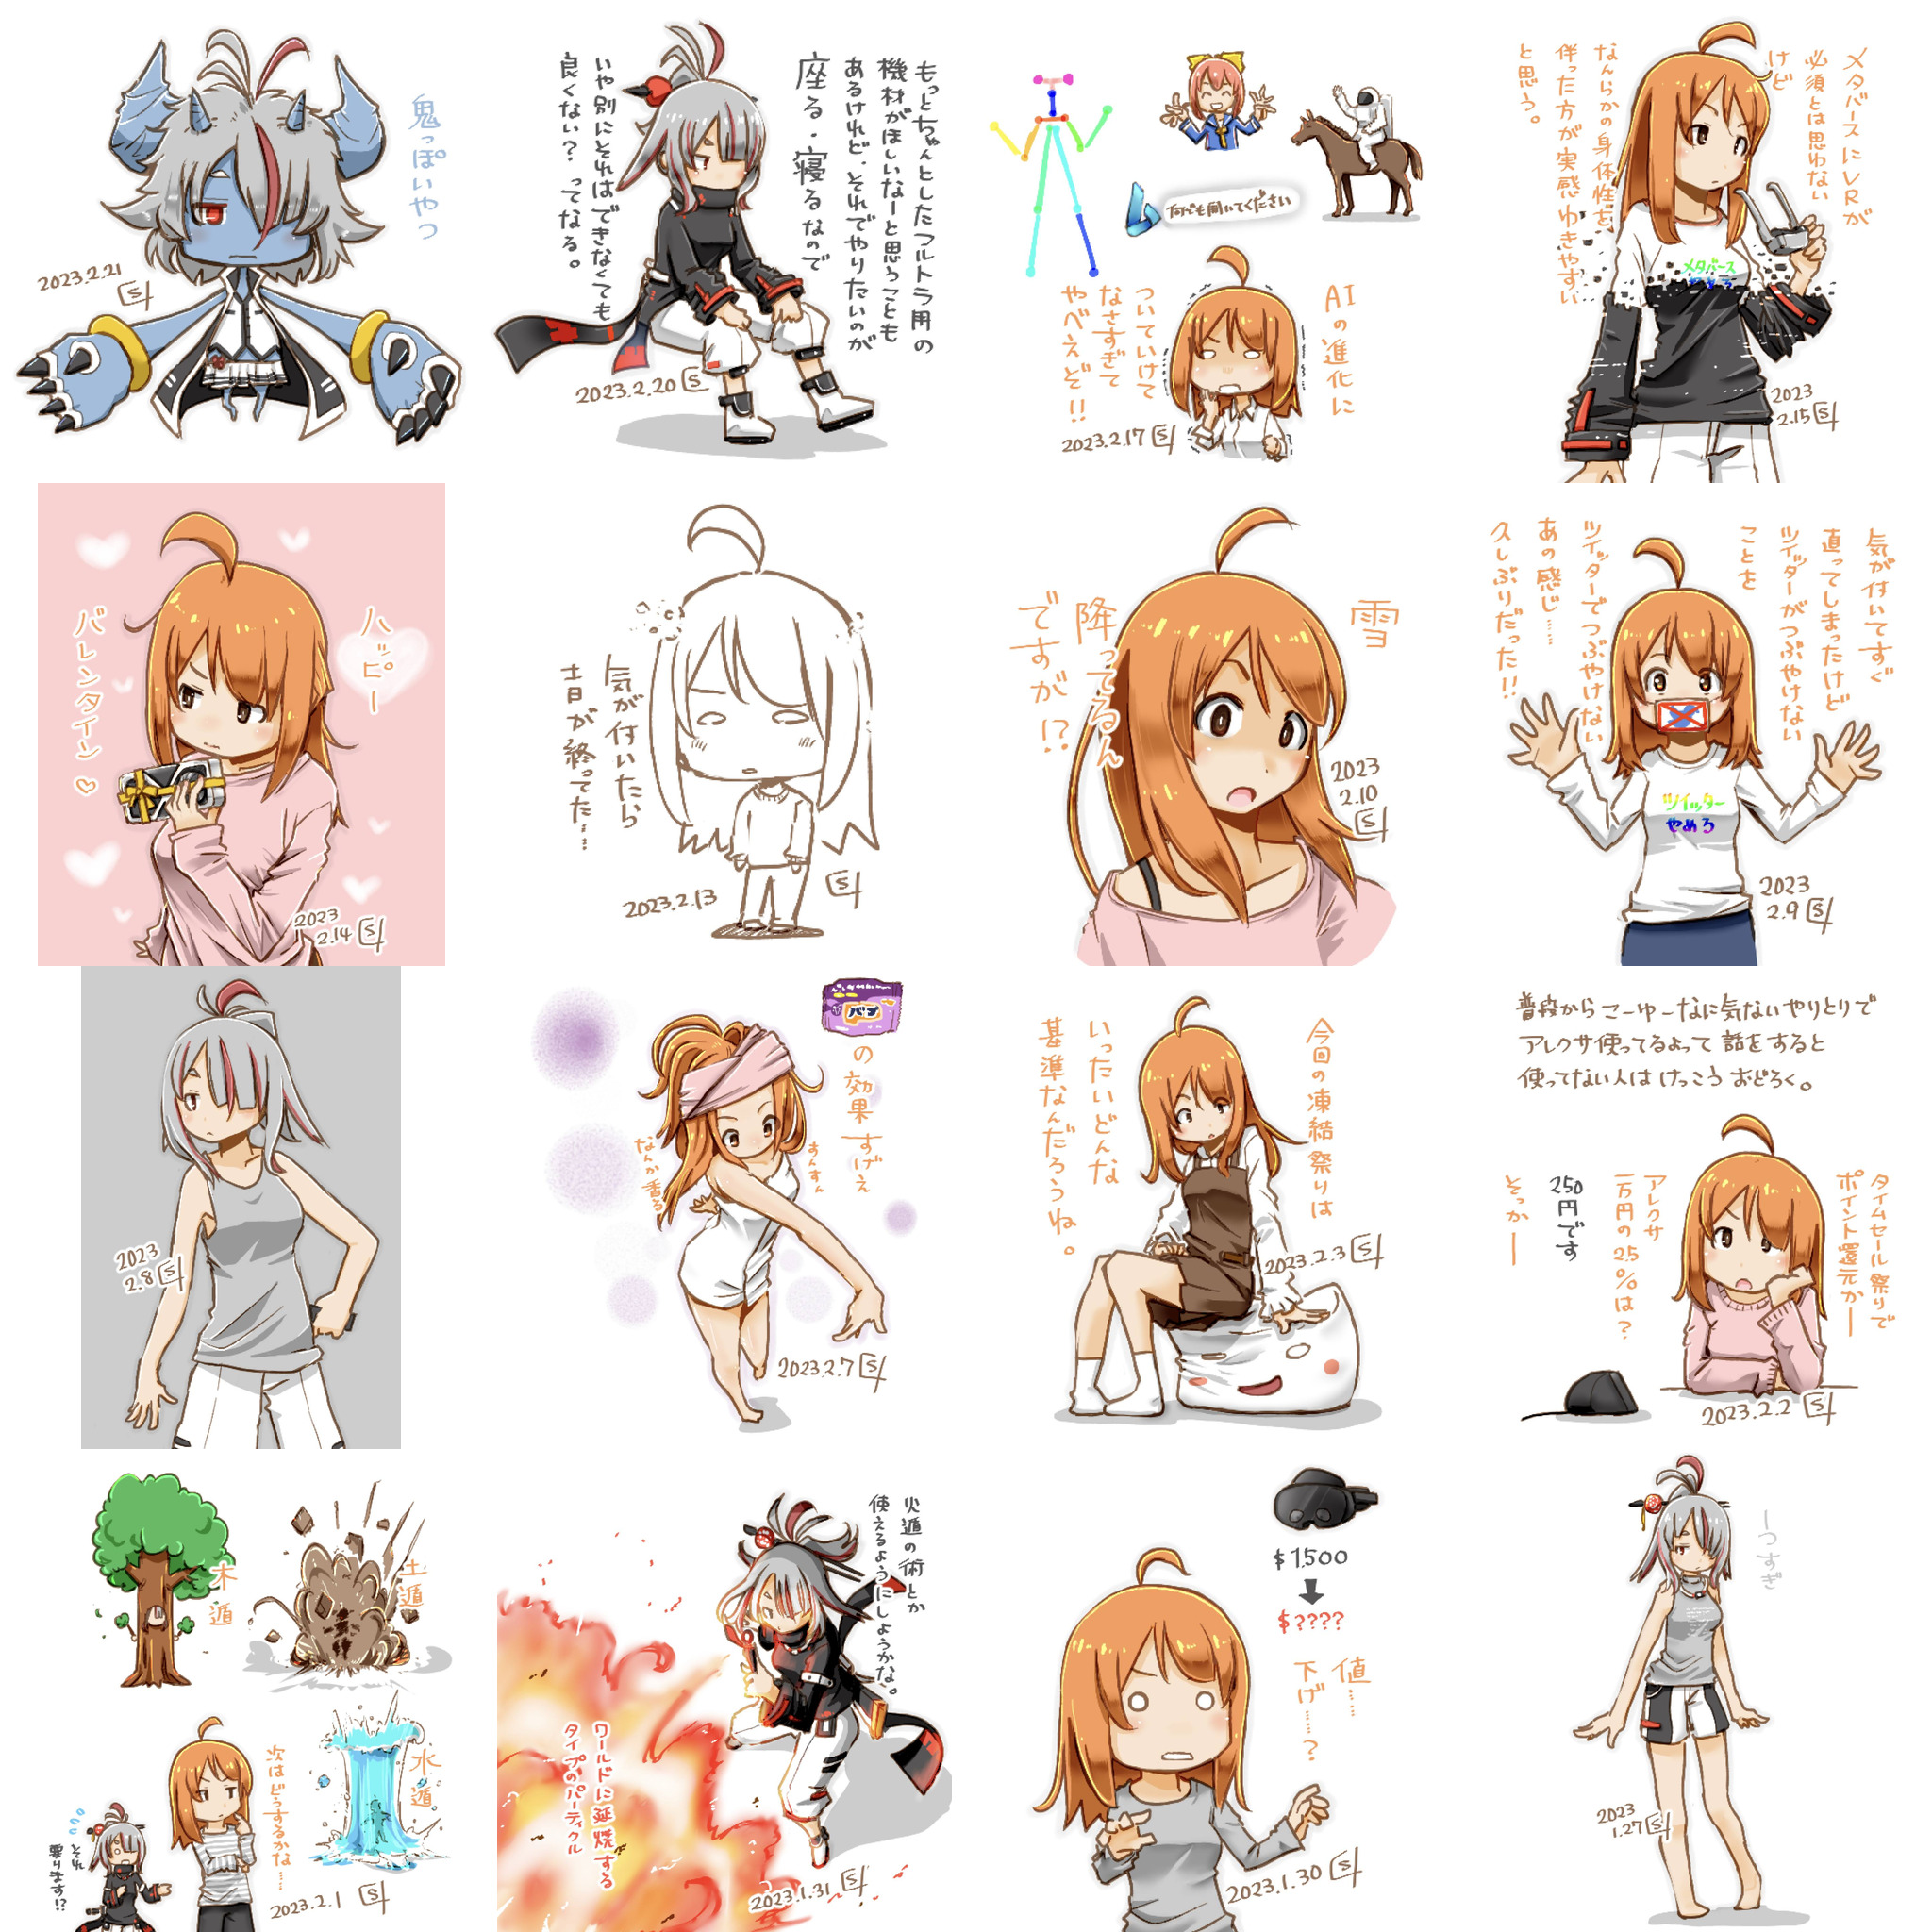 鬼っぽいやつ
2023.2.21
もっとちゃんとしたフルトラ用の
機材がほしいなーと思うことも
あるけれど、それでやりたいのが
座る・寝るなので
いや別にそれはできなくても
良くない？ってなる。
2023.2.20
何でも聞いてください
AIの進化に
ついていけて
なさすぎて
やべえぞ!!
2023.2.17
メタバースにVRが
必須とは思わない
けど
なんらかの身体性を
伴った方が実感ゆきやすい
と思う。
メタバース
2023
2.15
ハッピー
バレンタイン♡
2023
2.14
気が付いたら
土日が終ってた…
2023.2.13
雪
降ってるん
ですが!?
2023
2.10
気が付いてすぐ
直ってしまったけど
ツイッターがつぶやけない
ことを
ツイッターでつぶやけない
あの感じ……
久しぶりだった!!
ツイッター
やめろ
2023
2.9
2023
2.8
バブ
の効果すげえ
すんすん
なんか香る
2023.2.7
今回の凍結祭りは
いったいどんな
基準なんだろうね。
2023.2.3
普段からこーゆーなに気ないやりとりで
アレクサ使ってるよって話をすると
使ってない人はけっこうおどろく。
タイムセール祭りで
ポイント還元かー
アレクサ
一万円の2.5%は？
250円です
そっかー
2023.2.2
木遁
土遁
水遁
次はどうするかな……
それ要ります!?
2023.2.1
火遁の術とか
使えるようにしようかな。
ワールドに延焼する
タイプのパーティクル
2023.1.31
$1500
$????
値……
下げ……？
2023.1.30
一つすぎ
2023
1.27